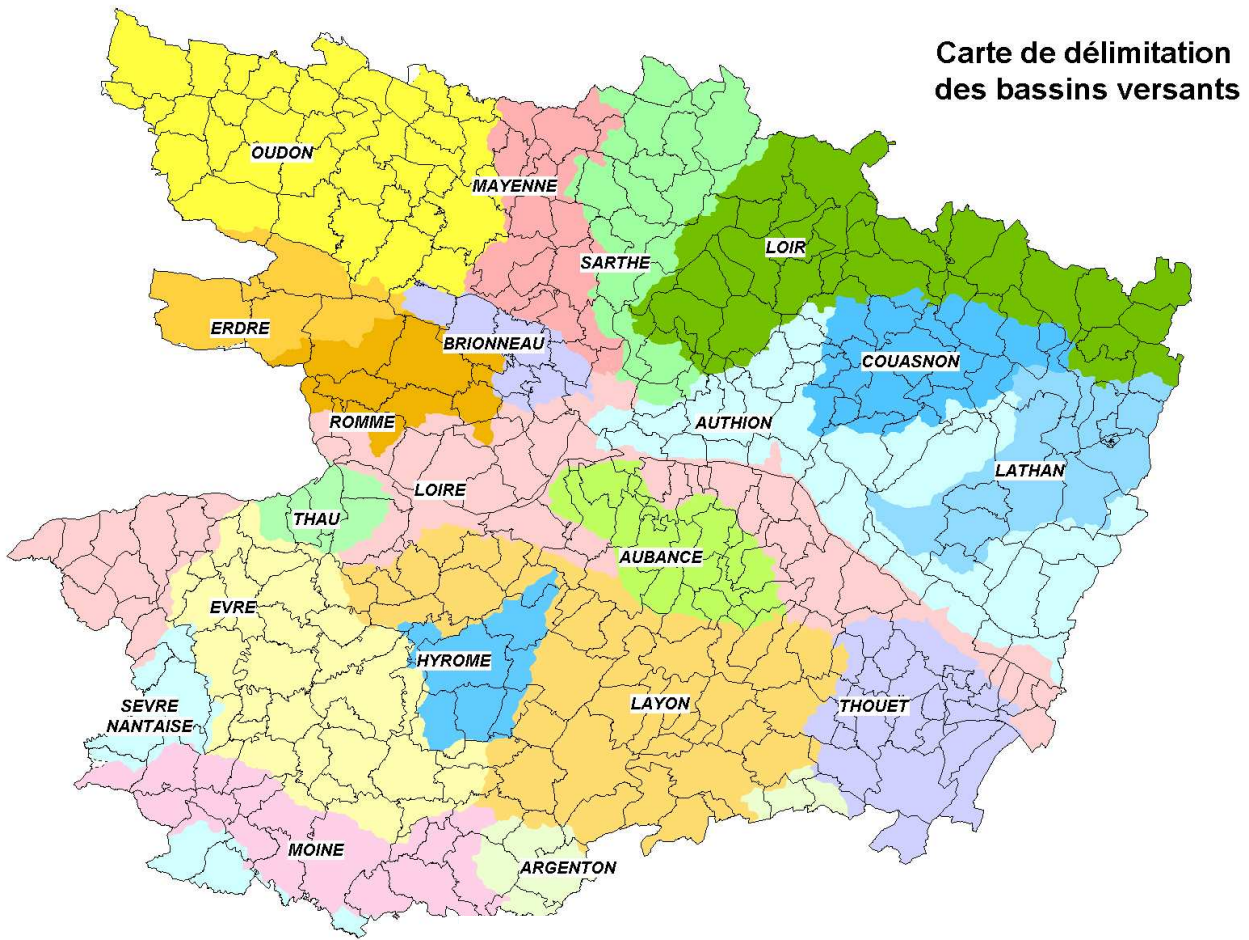 Carte de délimitation
des bassins versants
OUDON
MAYENNE
SARTHE
LOIR
ERDRE
BRIONNEAU
COUASNON
ROMME
AUTHION
LATHAN
LOIRE
THAU
AUBANCE
EVRE
HYROME
LAYON
THOUËT
SEVRE
NANTAISE
MOINE
ARGENTON